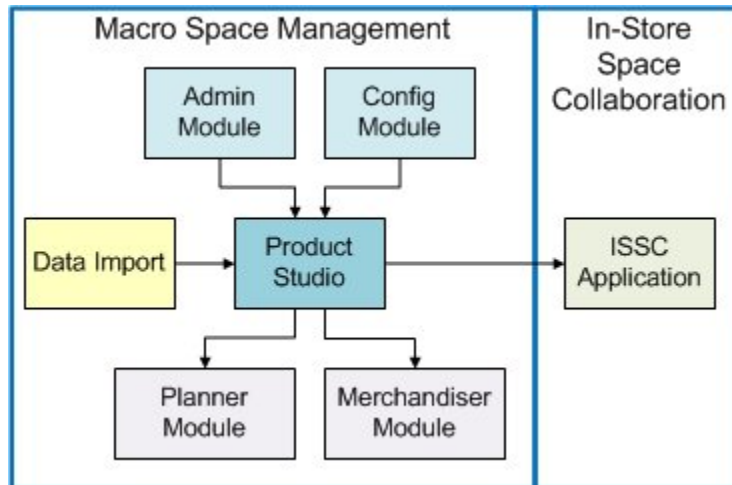 Macro Space Management
In-Store
Space
Collaboration
Admin
Module
Config
Module
Data Import
Product
Studio
ISSC
Application
Planner
Module
Merchandiser
Module